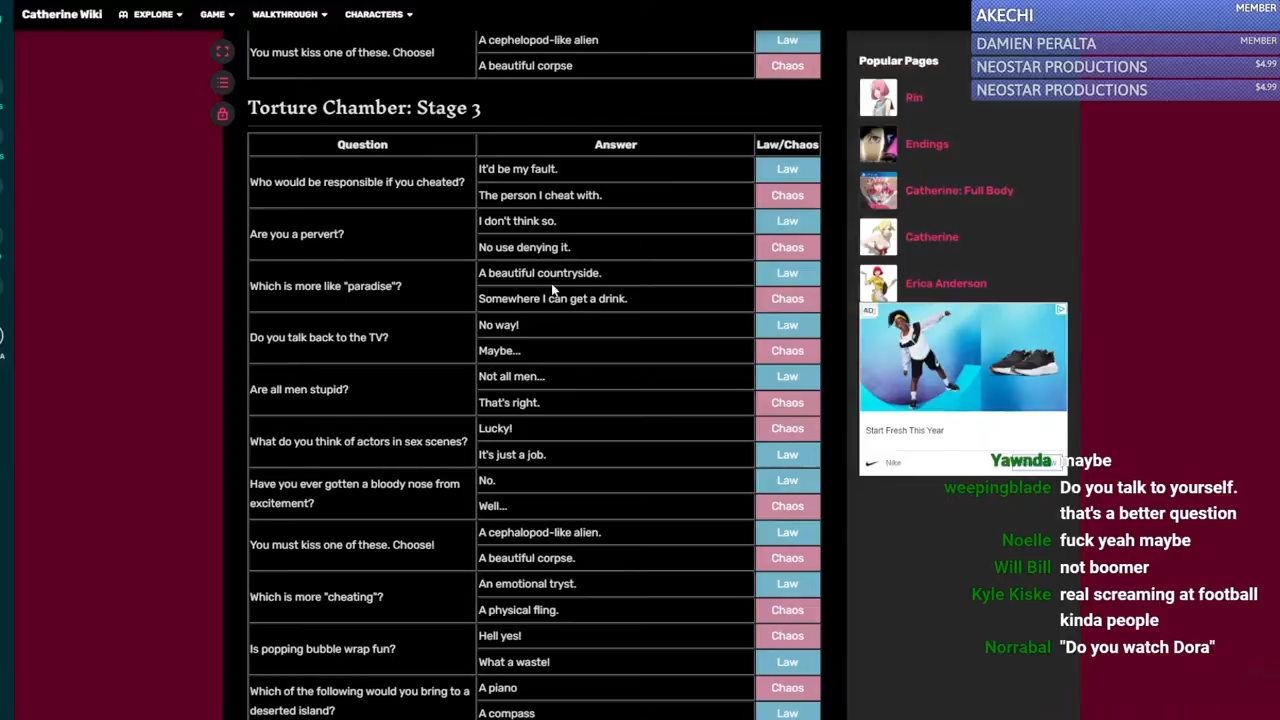 Catherine Wiki
EXPLORE
GAME
WALKTHROUGH
CHARACTERS
AKECHI
MEMBER
DAMIEN PERALTA
MEMBER
NEOSTAR PRODUCTIONS
$4.99
NEOSTAR PRODUCTIONS
$4.99
You must kiss one of these. Choose!
A cephelopod-like alien
Law
A beautiful corpse
Chaos
Torture Chamber: Stage 3
Question
Answer
Law/Chaos
Who would be responsible if you cheated?
It'd be my fault.
Law
The person I cheat with.
Chaos
Are you a pervert?
I don't think so.
Law
No use denying it.
Chaos
Which is more like "paradise"?
A beautiful countryside.
Law
Somewhere I can get a drink.
Chaos
Do you talk back to the TV?
No way!
Law
Maybe...
Chaos
Are all men stupid?
Not all men...
Law
That's right.
Chaos
What do you think of actors in sex scenes?
Lucky!
Chaos
It's just a job.
Law
Have you ever gotten a bloody nose from
excitement?
No.
Law
Well...
Chaos
You must kiss one of these. Choose!
A cephalopod-like alien.
Law
A beautiful corpse.
Chaos
Which is more "cheating"?
An emotional tryst.
Law
A physical fling.
Chaos
Is popping bubble wrap fun?
Hell yes!
Chaos
What a waste!
Law
Which of the following would you bring to a
deserted island?
A piano
Chaos
A compass
Law
Popular Pages
Rin
Endings
Catherine: Full Body
Catherine
Erica Anderson
AD
Start Fresh This Year
Nike
Yawnda maybe
weepingblade Do you talk to yourself.
that's a better question
Noelle fuck yeah maybe
Will Bill not boomer
Kyle Kiske real screaming at football
kinda people
Norrabal "Do you watch Dora"